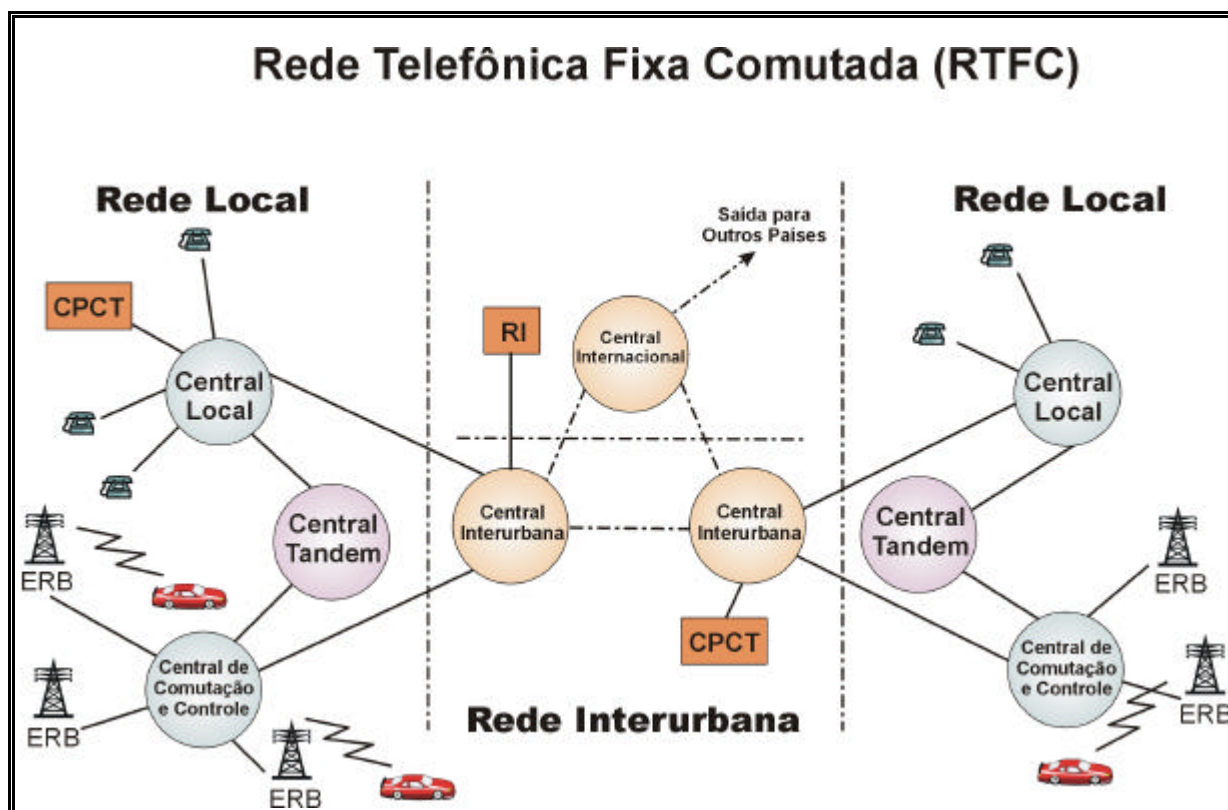 Rede Telefônica Fixa Comutada (RTFC)
Rede Local
CPCT
Central
Local
Central
Tandem
ERB
ERB
Central de
Comutação
e Controle
ERB
Saída para
Outros Países
RI
Central
Internacional
Central
Interurbana
Central
Interurbana
CPCT
Rede Interurbana
Rede Local
Central
Local
Central
Tandem
ERB
Central de
Comutação
e Controle
ERB